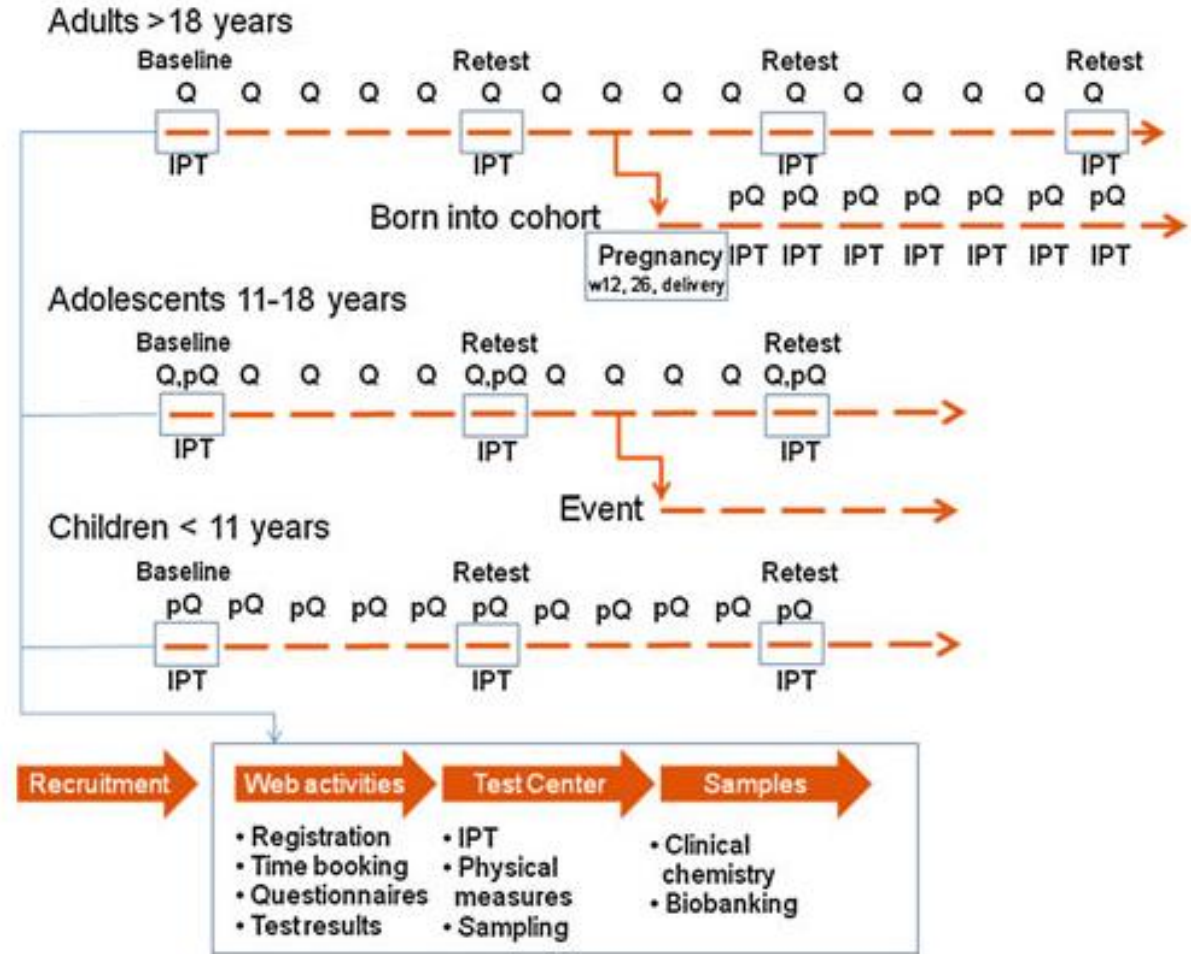 Adults >18 years
Baseline Retest Retest Retest
Q Q Q Q Q Q Q Q Q Q Q Q Q Q Q Q
IPT IPT IPT IPT
pQ pQ pQ pQ pQ pQ pQ
Born into cohort
Pregnancy IPT IPT IPT IPT IPT IPT IPT
w12, 26, delivery
Adolescents 11-18 years
Baseline Retest Retest
Q,pQ Q Q Q Q Q,pQ Q Q Q Q Q,pQ
IPT IPT IPT
Event
Children < 11 years
Baseline Retest Retest
pQ pQ pQ pQ pQ pQ pQ pQ pQ pQ pQ
IPT IPT IPT
Recruitment Web activities Test Center Samples
• Registration • IPT • Clinical
• Time booking • Physical chemistry
• Questionnaires measures • Biobanking
• Test results • Sampling